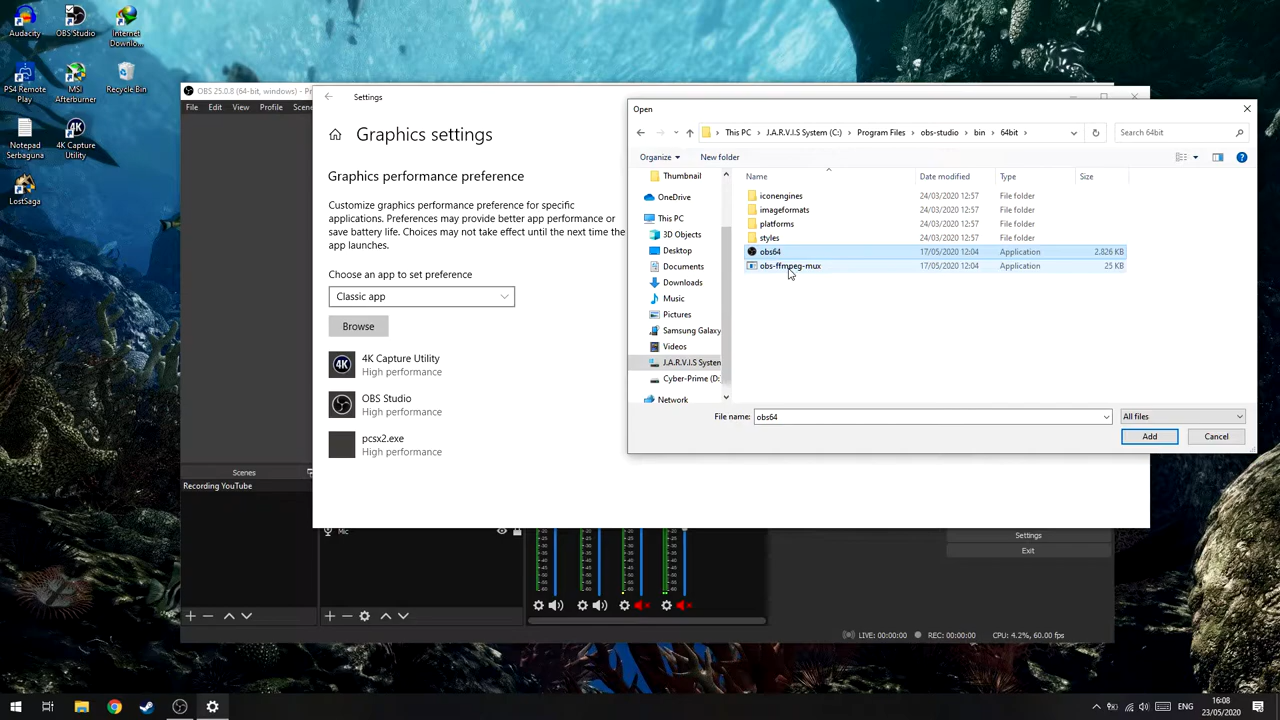 Audacity
OBS Studio
Internet
Downlo...
PS4 Remote
Play
MSI
Afterburner
Recycle Bin
Notepad
Serbaguna
4K Capture
Utility
LostSaga
OBS 25.0.8 (64-bit, windows) - Pr
File Edit View Profile Scene
Settings
Graphics settings
Graphics performance preference
Customize graphics performance preference for specific
applications. Preferences may provide better app performance or
save battery life. Choices may not take effect until the next time the
app launches.
Choose an app to set preference
Classic app
Browse
4K Capture Utility
High performance
OBS Studio
High performance
pcsx2.exe
High performance
Open
This PC > J.A.R.V.I.S System (C:) > Program Files > obs-studio > bin > 64bit >
Search 64bit
Organize
New folder
Thumbnail
OneDrive
This PC
3D Objects
Desktop
Documents
Downloads
Music
Pictures
Samsung Galaxy
Videos
J.A.R.V.I.S System
Cyber-Prime (D:
Network
Name Date modified Type Size
iconengines 24/03/2020 12:57 File folder
imageformats 24/03/2020 12:57 File folder
platforms 24/03/2020 12:57 File folder
styles 24/03/2020 12:57 File folder
obs64 17/05/2020 12:04 Application 2.826 KB
obs-ffmpeg-mux 17/05/2020 12:04 Application 25 KB
File name: obs64
All files
Add
Cancel
Scenes
Recording YouTube
Mic
Settings
Exit
LIVE: 00:00:00 REC: 00:00:00 CPU: 4.2%, 60.00 fps
ENG
16:08
23/05/2020